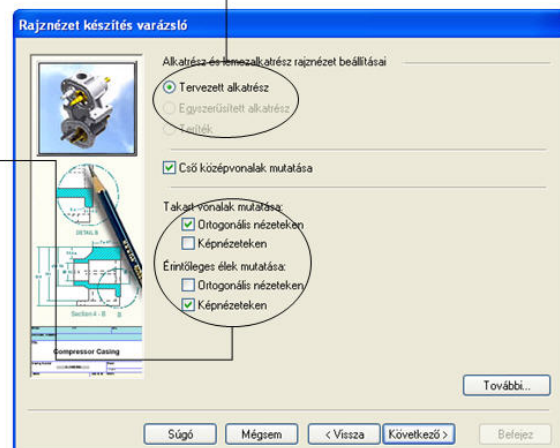 Rajznézet készítés varázsló
Alkatrész és lemezalkatrész rajznézet beállításai
Tervezett alkatrész
Egyszerűsített alkatrész
Teríték
Cső középvonalak mutatása
Takart vonalak mutatása:
Ortogonális nézeteken
Képnézeteken
Érintőleges élek mutatása:
Ortogonális nézeteken
Képnézeteken
DETAIL B
Section A - B
B
Compressor Casing
További...
Súgó
Mégsem
< Vissza
Következő >
Befejez